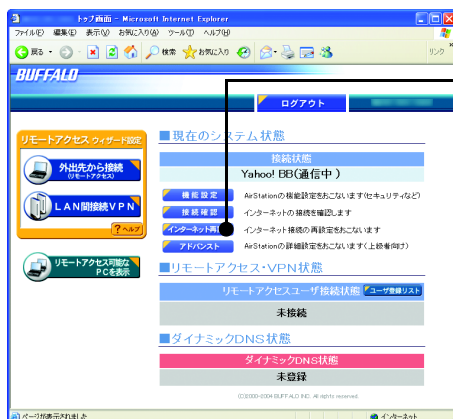 トップ画面 - Microsoft Internet Explorer
ファイル(F) 編集(E) 表示(V) お気に入り(A) ツール(T) ヘルプ(H)
戻る 検索 お気に入り リンク
BUFFALO
ログアウト
リモートアクセス ウィザード設定
外出先から接続
(リモートアクセス)
LAN間接続VPN
?ヘルプ
リモートアクセス可能な
PCを表示
■現在のシステム状態
接続状態
Yahoo! BB(通信中)
機能設定 AirStationの機能設定をおこないます(セキュリティなど)
接続確認 インターネットの接続を確認します
インターネット再 インターネット接続の再設定をおこないます
アドバンスト AirStationの詳細設定をおこないます(上級者向け)
■リモートアクセス・VPN状態
リモートアクセスユーザ接続状態 ユーザ登録リスト
未接続
■ダイナミックDNS状態
ダイナミックDNS状態
未登録
(C)2000-2004 BUFFALO INC. All rights reserved.
ページが表示されました インターネット